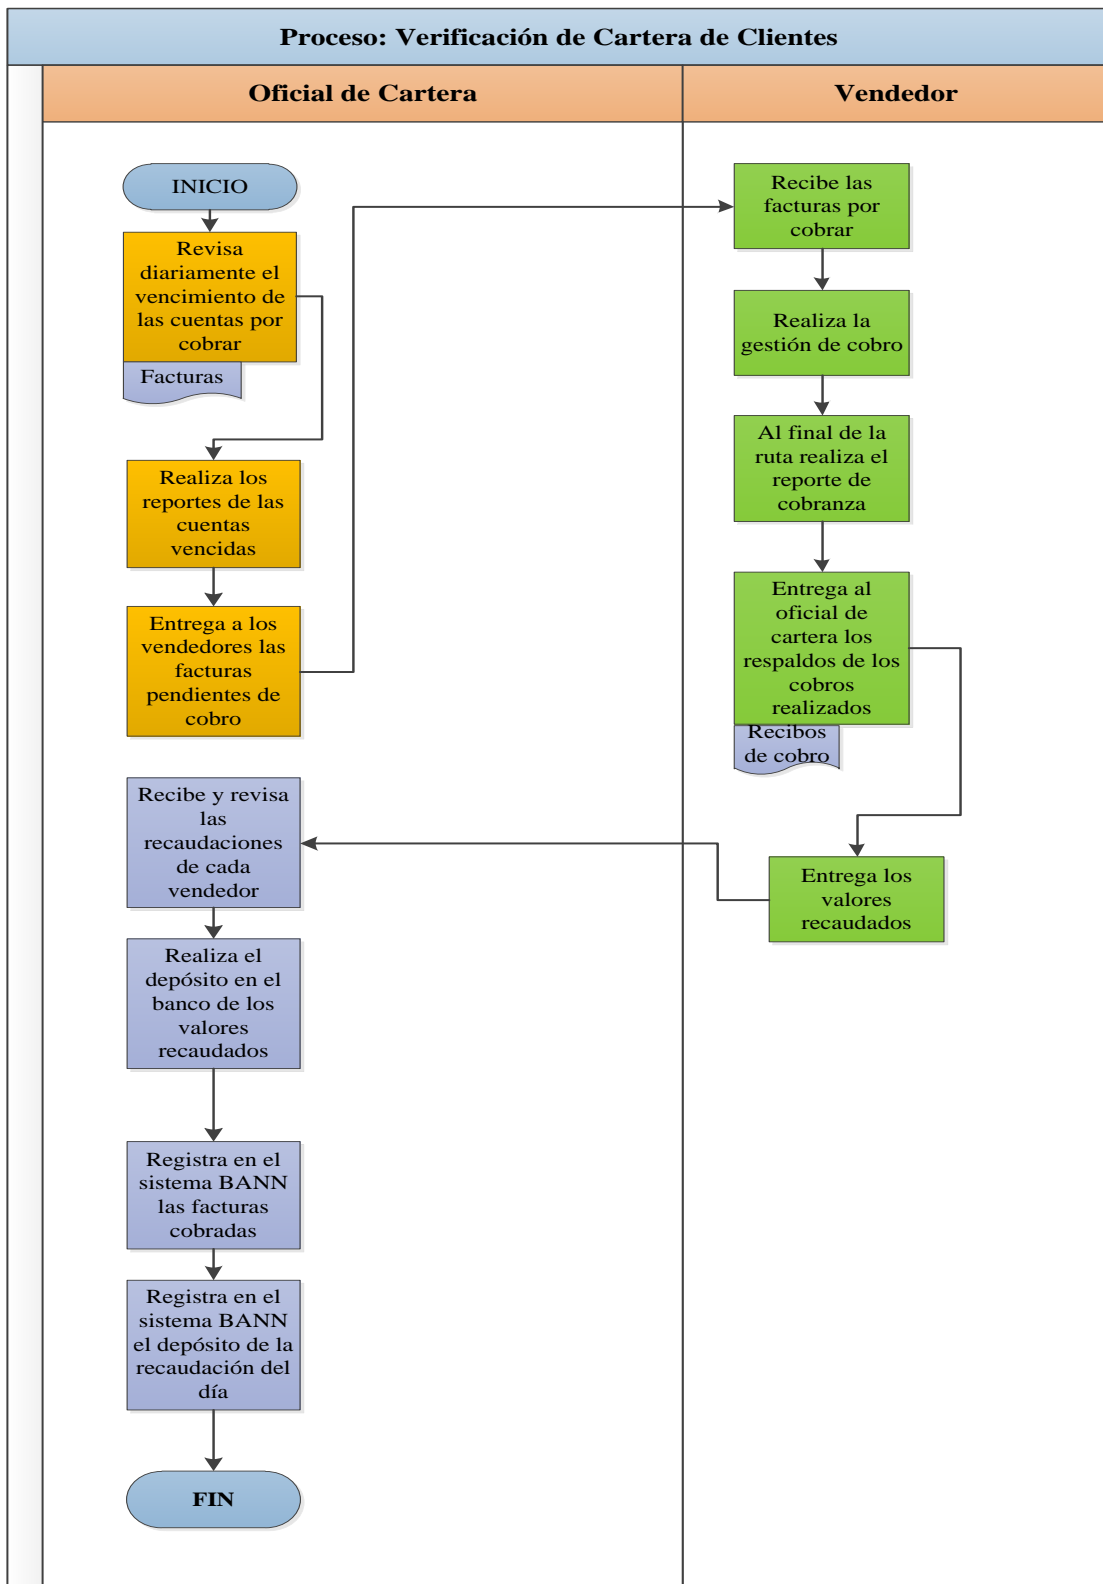 Proceso: Verificación de Cartera de Clientes
Oficial de Cartera
Vendedor
INICIO
Revisa
diariamente el
vencimiento de
las cuentas por
cobrar
Facturas
Realiza los
reportes de las
cuentas
vencidas
Entrega a los
vendedores las
facturas
pendientes de
cobro
Recibe las
facturas por
cobrar
Realiza la
gestión de cobro
Al final de la
ruta realiza el
reporte de
cobranza
Entrega al
oficial de
cartera los
respaldos de los
cobros
realizados
Recibos
de cobro
Entrega los
valores
recaudados
Recibe y revisa
las
recaudaciones
de cada
vendedor
Realiza el
depósito en el
banco de los
valores
recaudados
Registra en el
sistema BANN
las facturas
cobradas
Registra en el
sistema BANN
el depósito de la
recaudación del
día
FIN